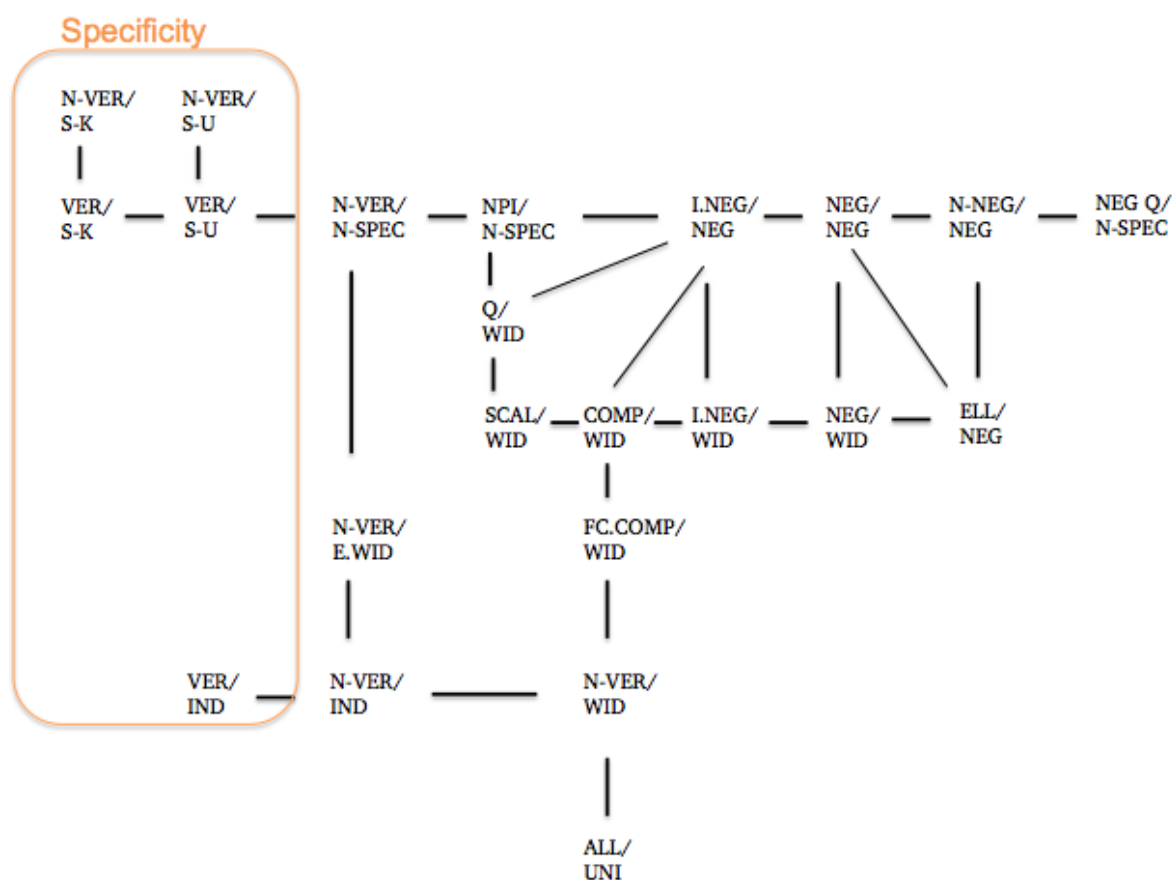 Specificity
N-VER/
S-K
N-VER/
S-U
VER/
S-K
VER/
S-U
N-VER/
N-SPEC
NPI/
N-SPEC
I.NEG/
NEG
NEG/
NEG
N-NEG/
NEG
NEG Q/
N-SPEC
Q/
WID
SCAL/
WID
COMP/
WID
I.NEG/
WID
NEG/
WID
ELL/
NEG
N-VER/
E.WID
FC.COMP/
WID
VER/
IND
N-VER/
IND
N-VER/
WID
ALL/
UNI